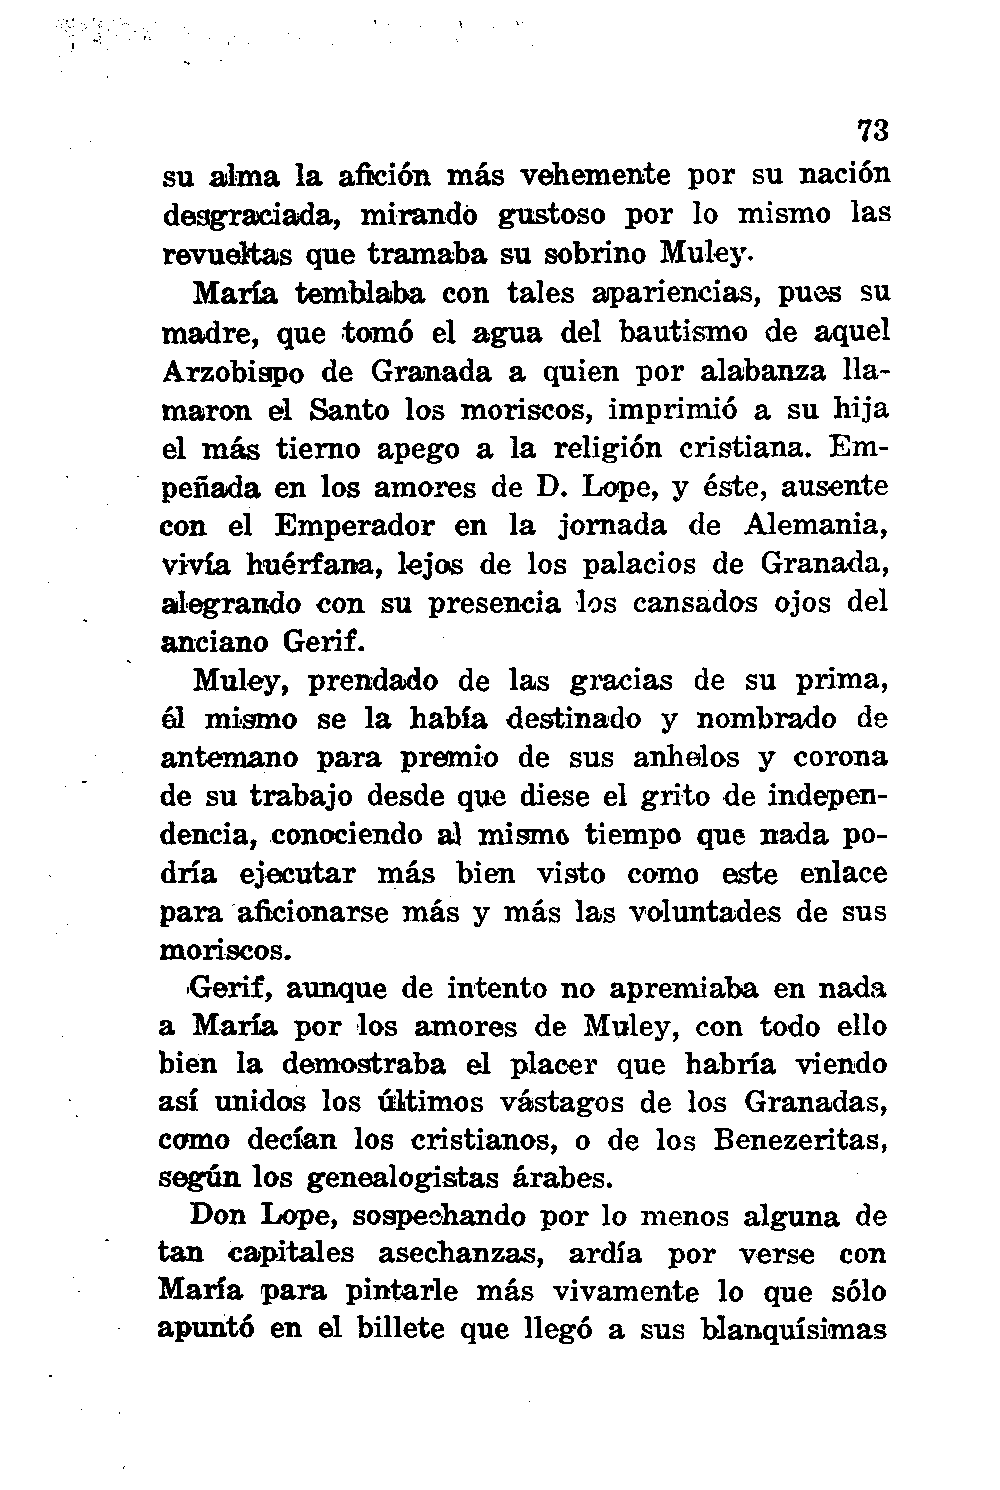 73
su alma la afición más vehemente por su nación
desgraciada, mirando gustoso por lo mismo las
revueltas que tramaba su sobrino Muley.
María temblaba con tales apariencias, pues su
madre, que tomó el agua del bautismo de aquel
Arzobispo de Granada a quien por alabanza lla-
maron el Santo los moriscos, imprimió a su hija
el más tierno apego a la religión cristiana. Em-
peñada en los amores de D. Lope, y éste, ausente
con el Emperador en la jornada de Alemania,
vivía huérfana, lejos de los palacios de Granada,
alegrando con su presencia los cansados ojos del
anciano Gerif.
Muley, prendado de las gracias de su prima,
él mismo se la había destinado y nombrado de
antemano para premio de sus anhelos y corona
de su trabajo desde que diese el grito de indepen-
dencia, conociendo al mismo tiempo que nada po-
dría ejecutar más bien visto como este enlace
para aficionarse más y más las voluntades de sus
moriscos.
Gerif, aunque de intento no apremiaba en nada
a María por los amores de Muley, con todo ello
bien la demostraba el placer que habría viendo
así unidos los últimos vástagos de los Granadas,
como decían los cristianos, o de los Benezeritas,
según los genealogistas árabes.
Don Lope, sospechando por lo menos alguna de
tan capitales asechanzas, ardía por verse con
María para pintarle más vivamente lo que sólo
apuntó en el billete que llegó a sus blanquísimas